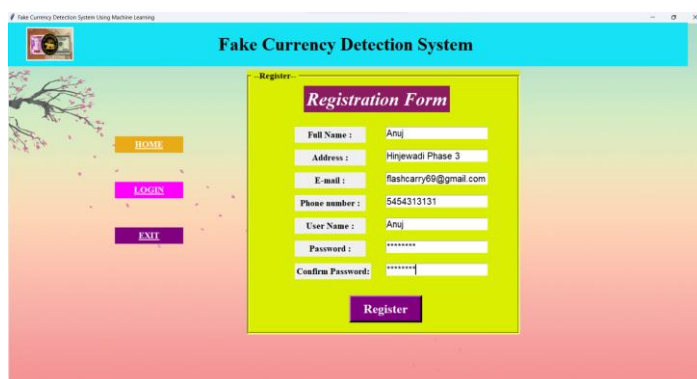 Fake Currency Detection System Using Machine Learning
Fake Currency Detection System
--Register--
Registration Form
Full Name : Anuj
HOME
Address : Hinjewadi Phase 3
E-mail : flashcarry69@gmail.com
LOGIN
Phone number : 5454313131
User Name : Anuj
EXIT
Password : ********
Confirm Password: ********
Register